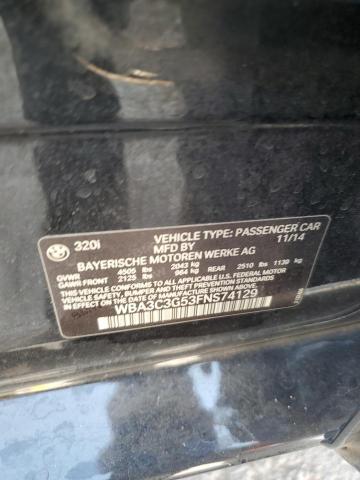 320i VEHICLE TYPE: PASSENGER CAR
MFD BY 11/14
BAYERISCHE MOTOREN WERKE AG
GVWR 4505 lbs 2043 kg
GAWR FRONT 2125 lbs 964 kg REAR 2510 lbs 1139 kg
THIS VEHICLE CONFORMS TO ALL APPLICABLE U.S. FEDERAL MOTOR
VEHICLE SAFETY, BUMPER AND THEFT PREVENTION STANDARDS
IN EFFECT ON THE DATE OF MANUFACTURE SHOWN ABOVE.
WBA3C3G53FNS74129